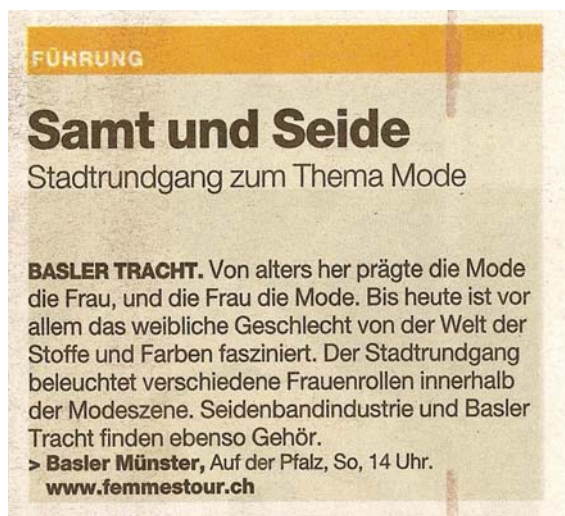 FÜHRUNG
Samt und Seide
Stadtrundgang zum Thema Mode
BASLER TRACHT. Von alters her prägte die Mode
die Frau, und die Frau die Mode. Bis heute ist vor
allem das weibliche Geschlecht von der Welt der
Stoffe und Farben fasziniert. Der Stadtrundgang
beleuchtet verschiedene Frauenrollen innerhalb
der Modeszene. Seidenbandindustrie und Basler
Tracht finden ebenso Gehör.
> Basler Münster, Auf der Pfalz, So, 14 Uhr.
www.femmestour.ch